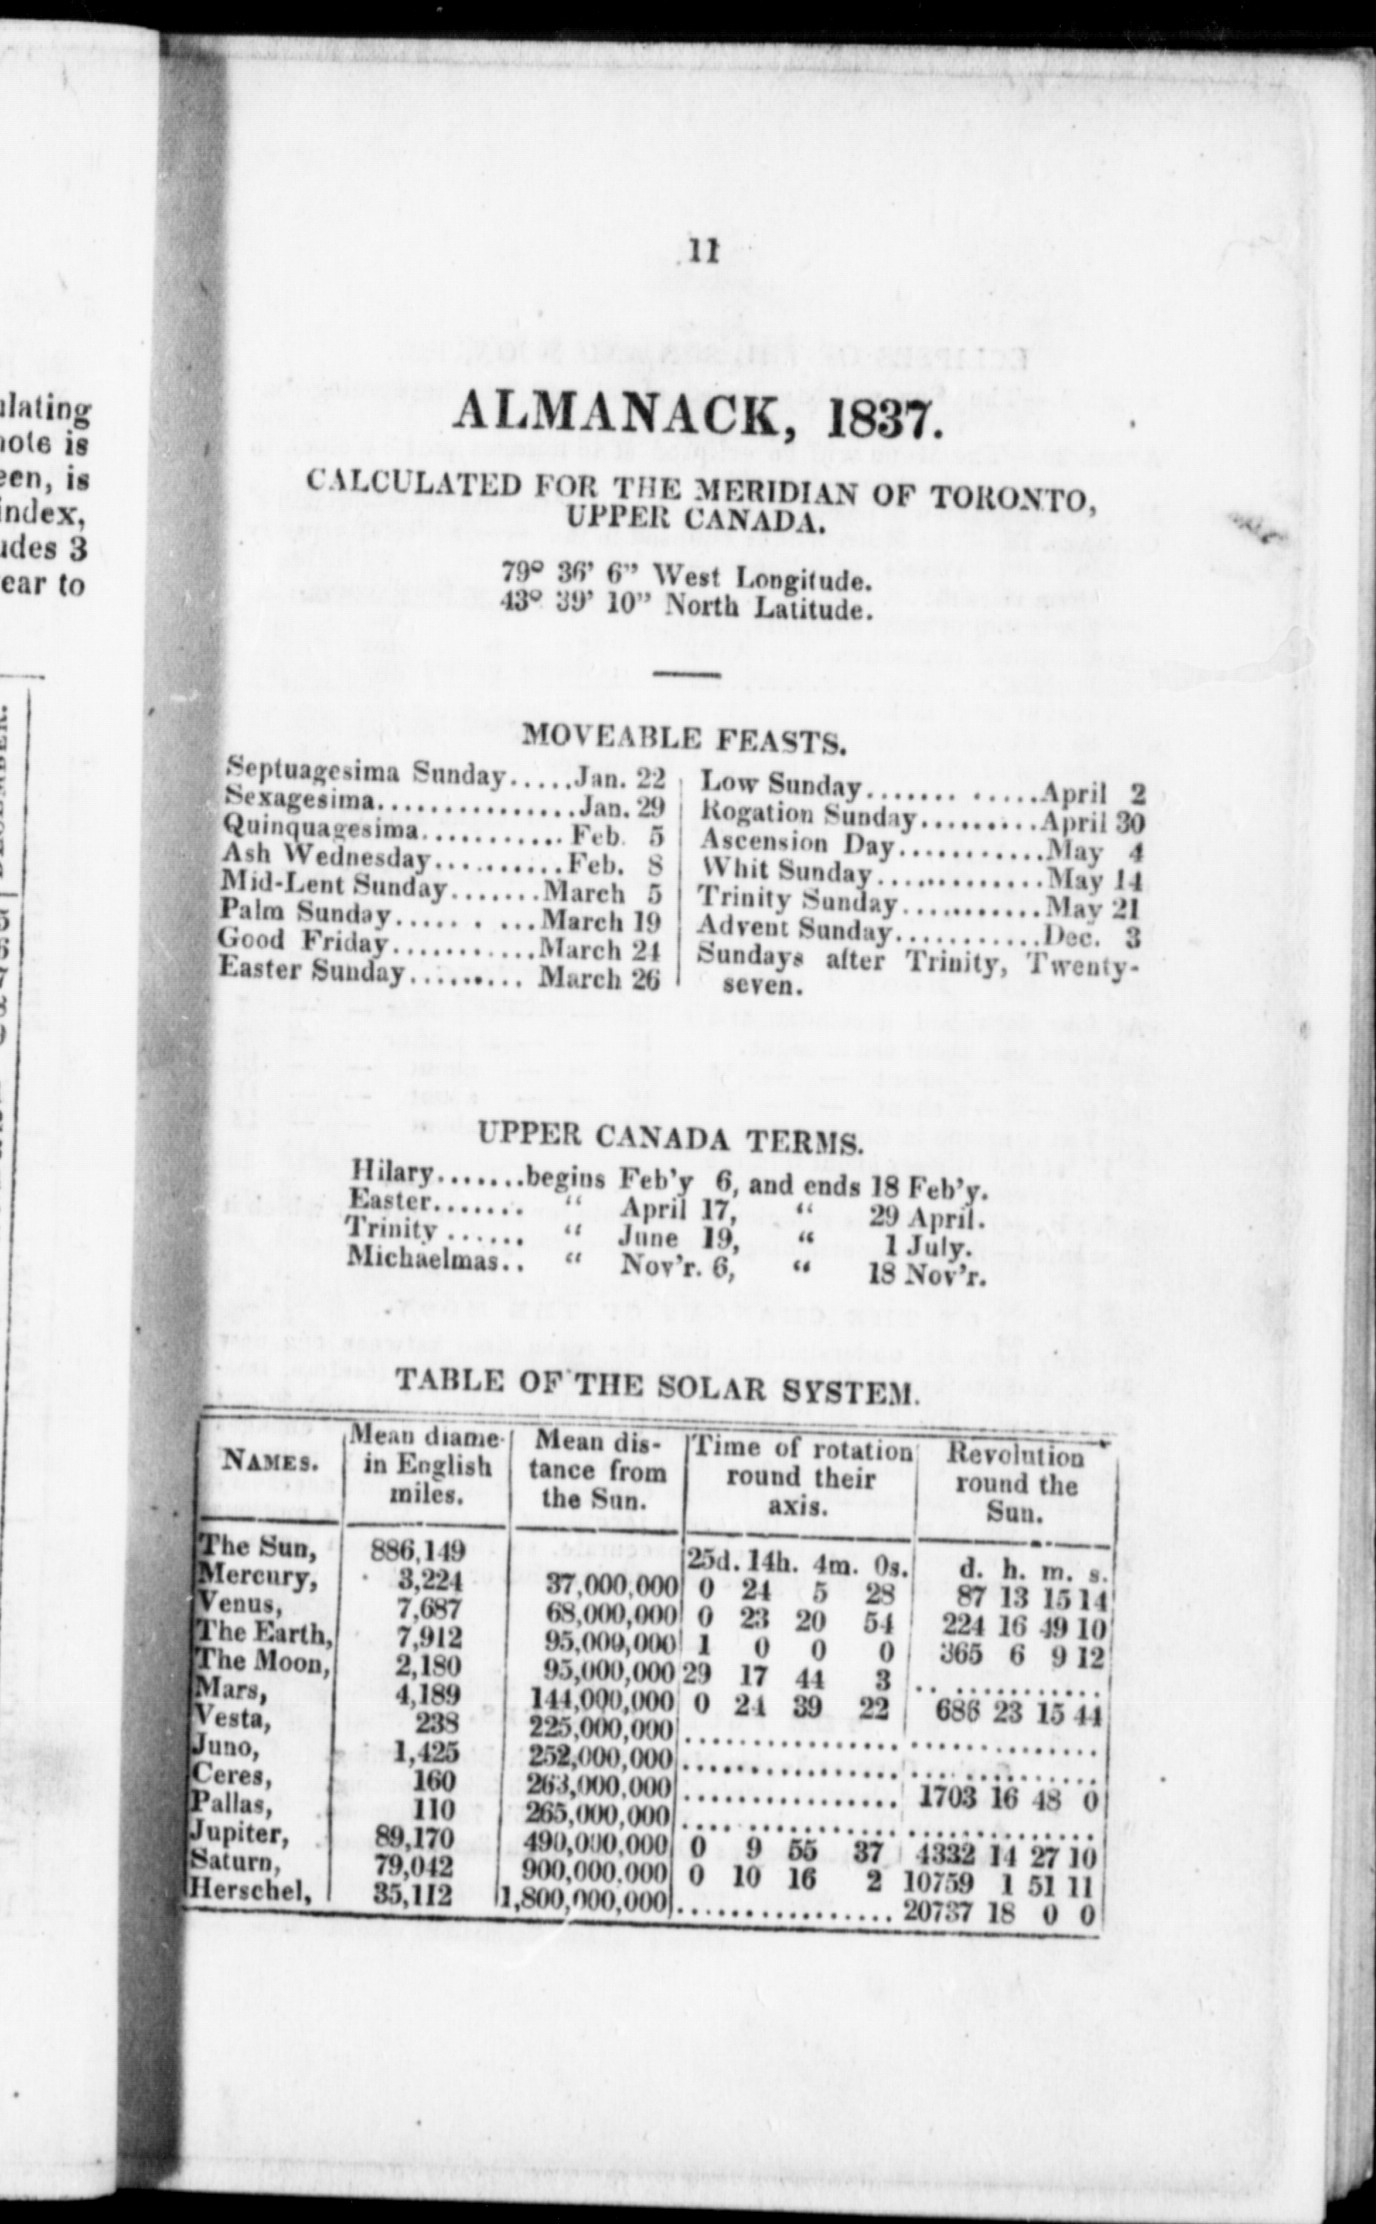 ulating
note is
een, is
index,
udes 3
ear to
11
ALMANACK, 1837.
CALCULATED FOR THE MERIDIAN OF TORONTO,
UPPER CANADA.
79° 36' 6" West Longitude.
43° 39' 10" North Latitude.
MOVEABLE FEASTS.
Septuagesima Sunday.....Jan. 22
Sexagesima...............Jan. 29
Quinquagesima...........Feb. 5
Ash Wednesday..........Feb. 8
Mid-Lent Sunday.......March 5
Palm Sunday...... . ...March 19
Good Friday...........March 24
Easter Sunday......... March 26
Low Sunday....... .....April 2
Rogation Sunday.........April 30
Ascension Day...........May 4
Whit Sunday.............May 14
Trinity Sunday...........May 21
Advent Sunday...........Dec. 3
Sundays after Trinity, Twenty-
seven.
UPPER CANADA TERMS.
Hilary.......begins Feb'y 6, and ends 18 Feb'y.
Easter....... " April 17, " 29 April.
Trinity ...... " June 19, " 1 July.
Michaelmas.. " Nov'r. 6, " 18 Nov'r.
TABLE OF THE SOLAR SYSTEM.
NAMES. Mean diame- in English miles. Mean dis- tance from the Sun. Time of rotation round their axis. Revolution round the Sun.
The Sun, 886,149 25d. 14h. 4m. 0s. d. h. m. s.
Mercury, 3,224 37,000,000 0 24 5 28 87 13 15 14
Venus, 7,687 68,000,000 0 23 20 54 224 16 49 10
The Earth, 7,912 95,000,000 1 0 0 0 365 6 9 12
The Moon, 2,180 95,000,000 29 17 44 3 .. ...........
Mars, 4,189 144,000,000 0 24 39 22 686 23 15 44
Vesta, 238 225,000,000 ................ ..............
Juno, 1,425 252,000,000 ................ ..............
Ceres, 160 263,000,000 ................ 1703 16 48 0
Pallas, 110 265,000,000 ................ ..............
Jupiter, 89,170 490,000,000 0 9 55 37 4332 14 27 10
Saturn, 79,042 900,000,000 0 10 16 2 10759 1 51 11
Herschel, 35,112 1,800,000,000 ................ 20737 18 0 0